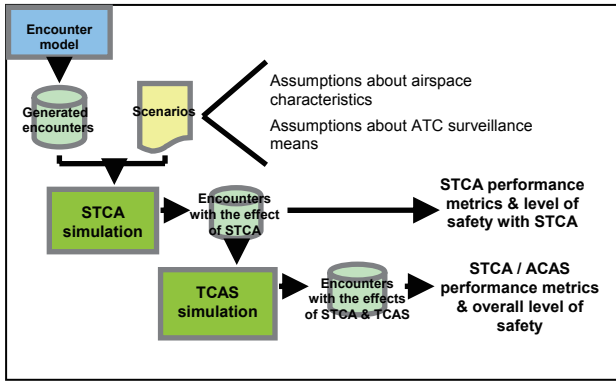 Encounter
model
Generated
encounters
Scenarios
Assumptions about airspace
characteristics
Assumptions about ATC surveillance
means
STCA
simulation
Encounters
with the effect
of STCA
STCA performance
metrics & level of
safety with STCA
TCAS
simulation
Encounters
with the effects
of STCA & TCAS
STCA / ACAS
performance metrics
& overall level of
safety